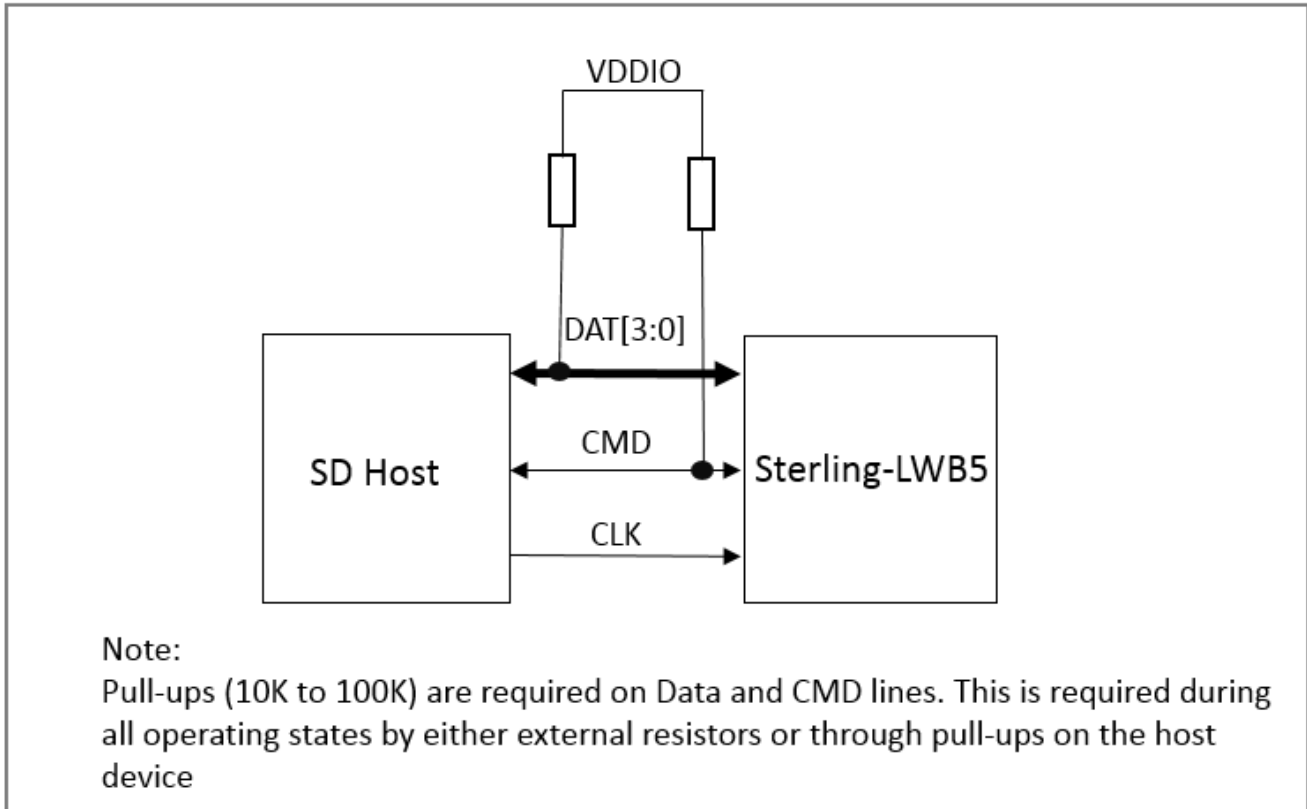 VDDIO
DAT[3:0]
SD Host
CMD
Sterling-LWB5
CLK
Note:
Pull-ups (10K to 100K) are required on Data and CMD lines. This is required during
all operating states by either external resistors or through pull-ups on the host
device